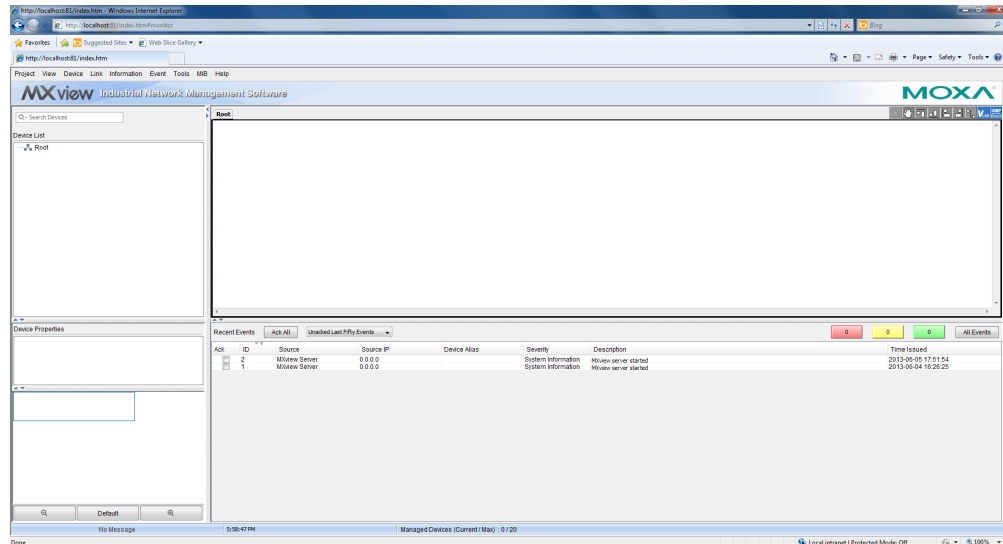 http://localhost:81/index.htm - Windows Internet Explorer
http://localhost:81/index.htm#monitor
Bing
Favorites Suggested Sites Web Slice Gallery
http://localhost:81/index.htm Page Safety Tools
Project View Device Link Information Event Tools MIB Help
MXview Industrial Network Management Software MOXA
Search Devices
Root
Device List
Root
Device Properties
Recent Events Ack All Unacked Last Fifty Events 0 0 0 All Events
Ack ID 1 Source Source IP Device Alias Severity Description Time Issued
2 MXview Server 0.0.0.0 System Information MXview server started 2013-06-05 17:51:54
1 MXview Server 0.0.0.0 System Information MXview server started 2013-06-04 16:26:25
Default
No Message 5:58:47 PM Managed Devices (Current / Max) : 0 / 20
Done Local intranet | Protected Mode: Off 100%